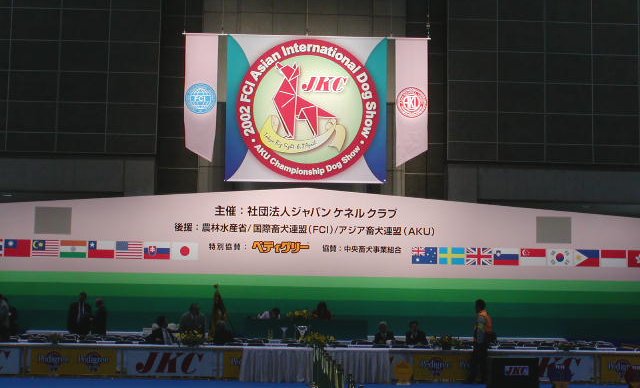 2002 FCI Asian International Dog Show
JKC
AKU Championship Dog Show
FCI
主催：社団法人ジャパン ケネル クラブ
後援：農林水産省/国際畜犬連盟(FCI)/アジア畜犬連盟(AKU)
特別協賛：ペディグリー 協賛：中央畜犬事業組合
Pedigree
Pedigree
JKC
Pedigree
JKC